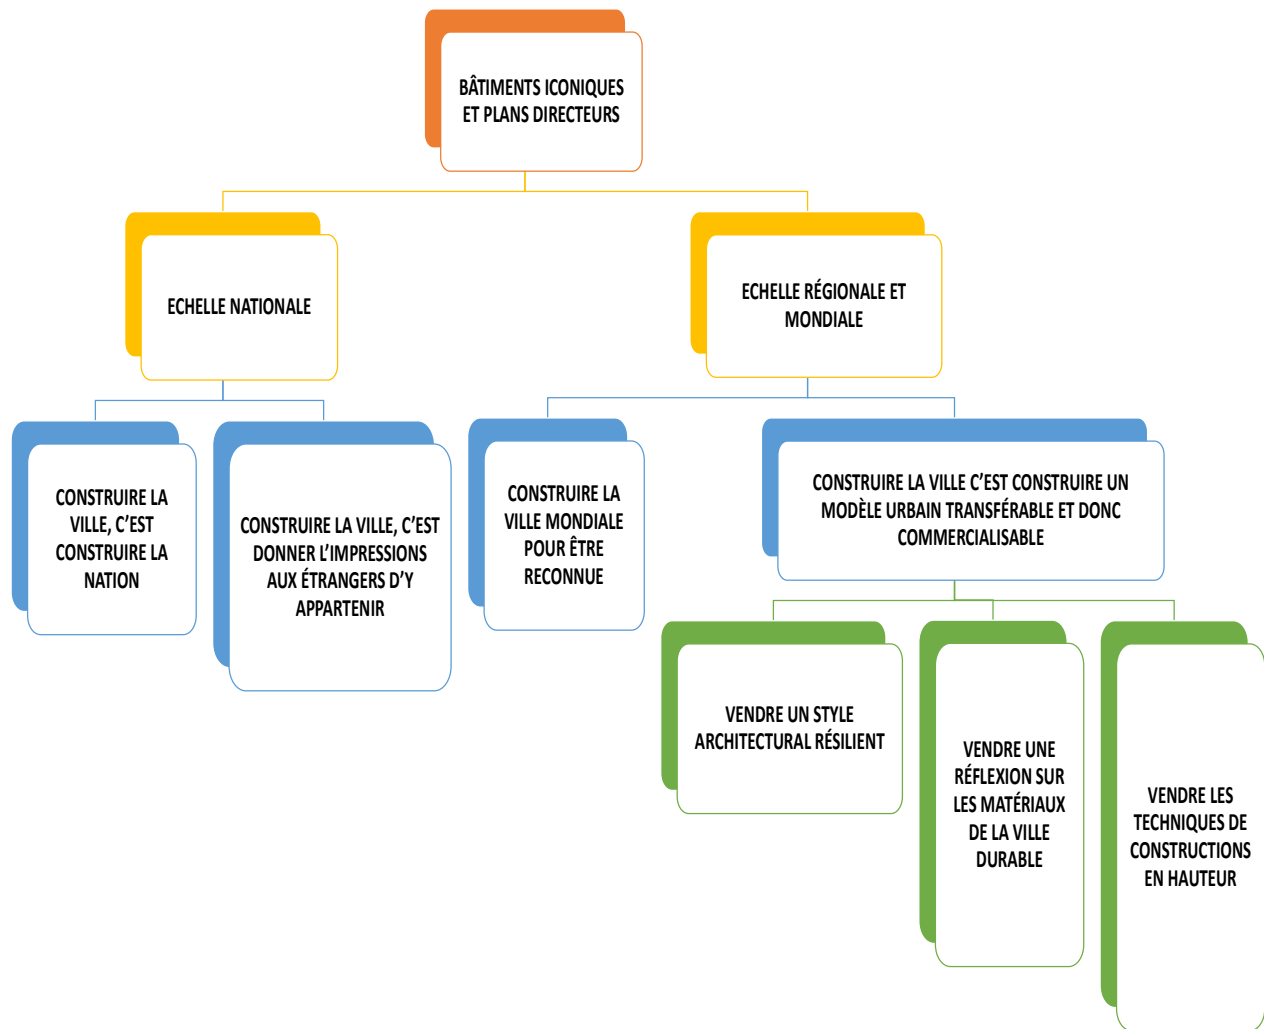 BÂTIMENTS ICONIQUES
ET PLANS DIRECTEURS
ECHELLE NATIONALE
ECHELLE RÉGIONALE ET
MONDIALE
CONSTRUIRE LA
VILLE, C'EST
CONSTRUIRE LA
NATION
CONSTRUIRE LA VILLE, C'EST
DONNER L'IMPRESSIONS
AUX ÉTRANGERS D'Y
APPARTENIR
CONSTRUIRE LA
VILLE MONDIALE
POUR ÊTRE
RECONNUE
CONSTRUIRE LA VILLE C'EST CONSTRUIRE UN
MODÈLE URBAIN TRANSFÉRABLE ET DONC
COMMERCIALISABLE
VENDRE UN STYLE
ARCHITECTURAL RÉSILIENT
VENDRE UNE
RÉFLEXION SUR
LES MATÉRIAUX
DE LA VILLE
DURABLE
VENDRE LES
TECHNIQUES DE
CONSTRUCTIONS
EN HAUTEUR